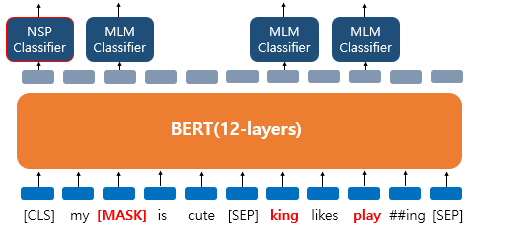 NSP
Classifier
MLM
Classifier
MLM
Classifier
MLM
Classifier
BERT(12-layers)
[CLS] my [MASK] is cute [SEP] king likes play ##ing [SEP]